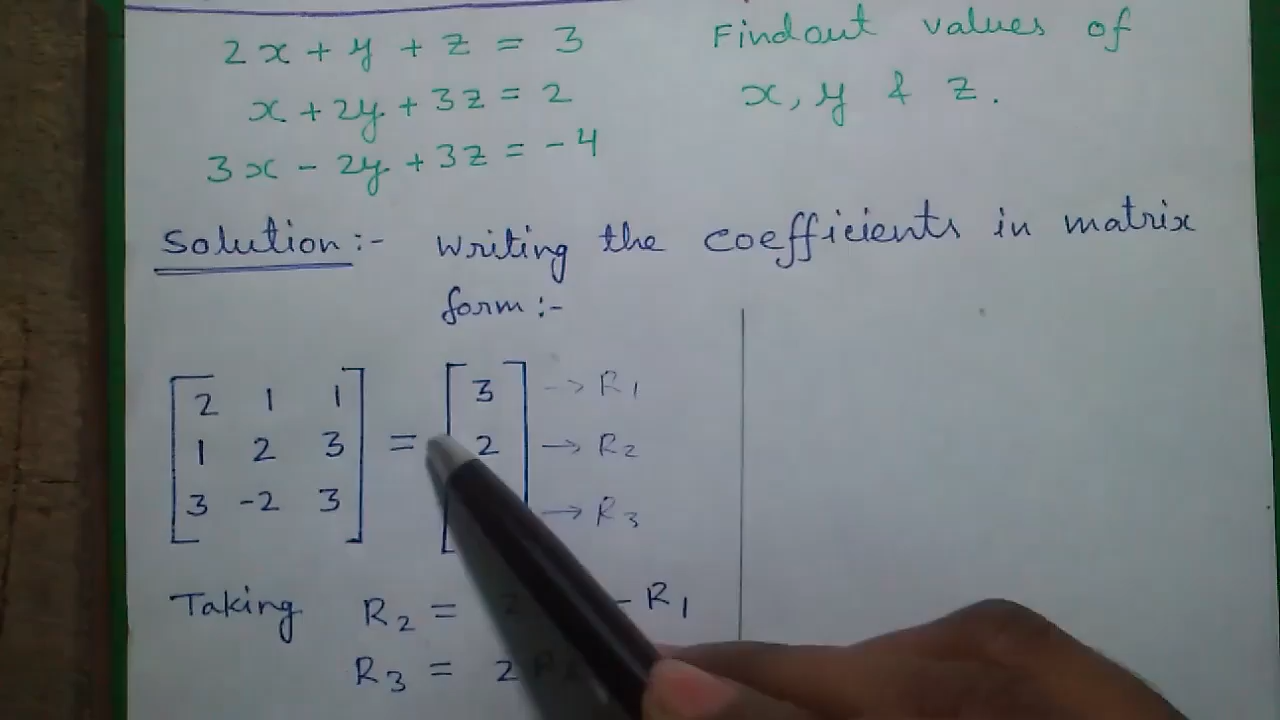 2x + y + z = 3
x + 2y + 3z = 2
3x - 2y + 3z = -4
Findout values of
x, y & z.
Solution :- Writing the coefficients in matrix
form :-
2 1 1 = 3 → R1
1 2 3 2 → R2
3 -2 3 → R3
Taking R2 = - R1
R3 = 2